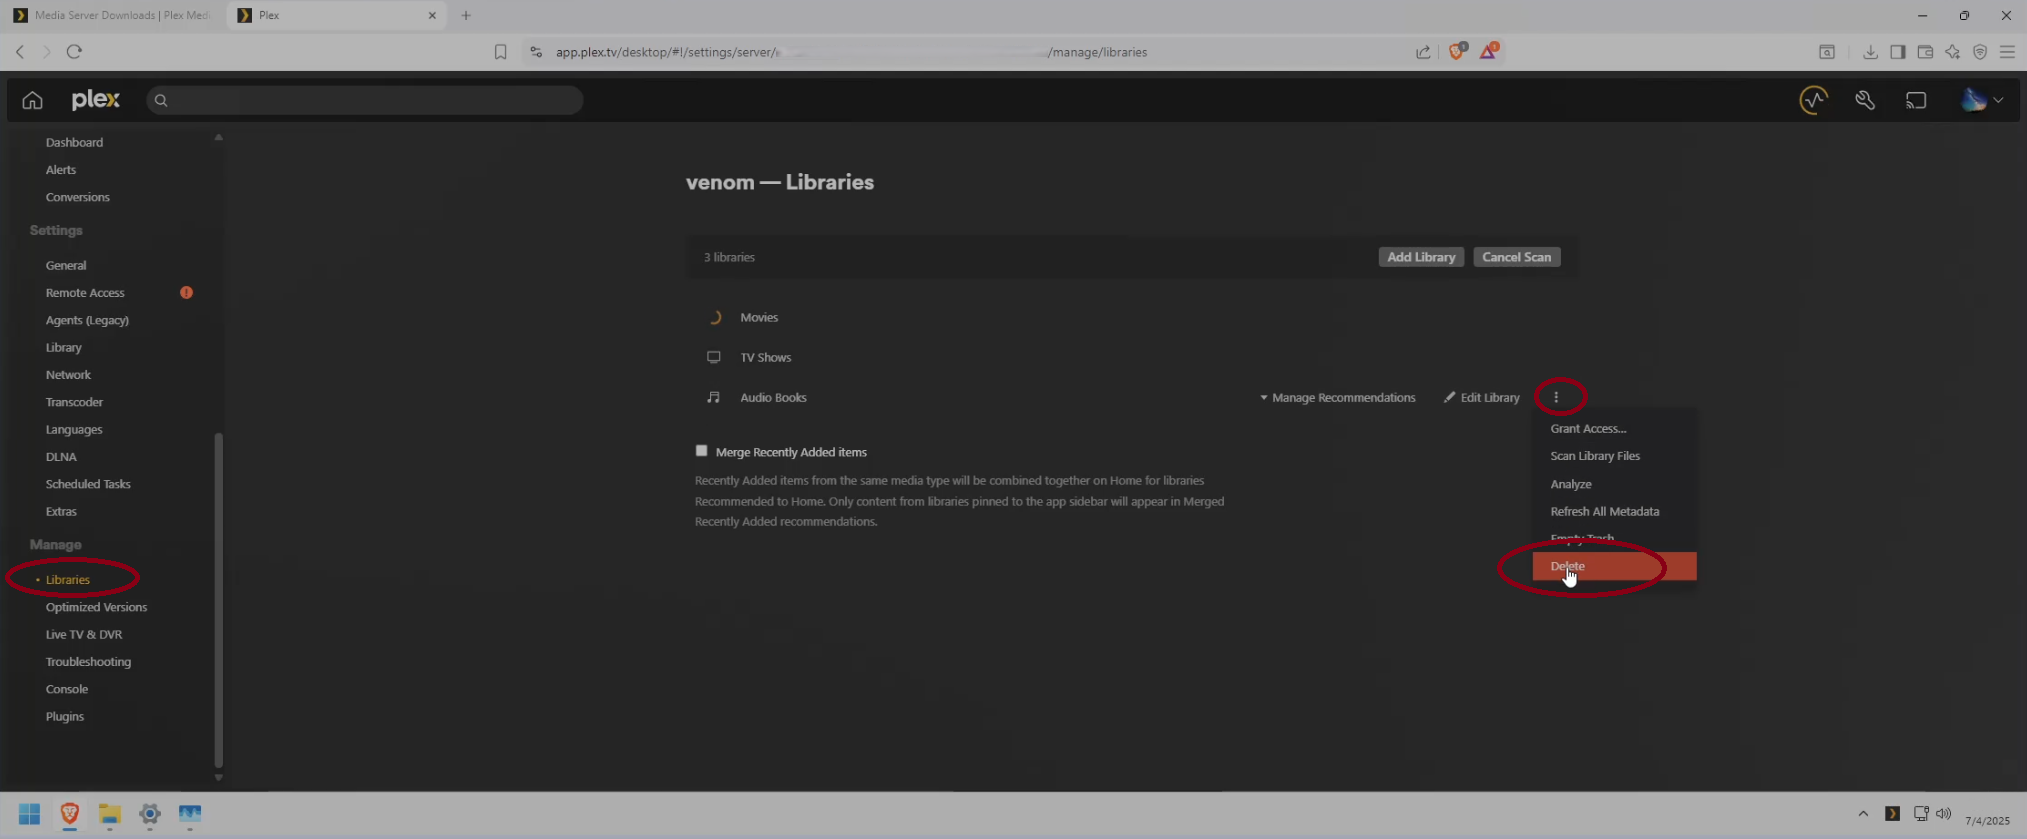 Media Server Downloads | Plex Med
Plex
app.plex.tv/desktop/#!/settings/server/
/manage/libraries
plex
Dashboard
Alerts
Conversions
Settings
General
Remote Access
Agents (Legacy)
Library
Network
Transcoder
Languages
DLNA
Scheduled Tasks
Extras
Manage
Libraries
Optimized Versions
Live TV & DVR
Troubleshooting
Console
Plugins
venom — Libraries
3 libraries
Add Library
Cancel Scan
Movies
TV Shows
Audio Books
Manage Recommendations
Edit Library
Merge Recently Added items
Recently Added items from the same media type will be combined together on Home for libraries
Recommended to Home. Only content from libraries pinned to the app sidebar will appear in Merged
Recently Added recommendations.
Grant Access...
Scan Library Files
Analyze
Refresh All Metadata
Empty Trash
Delete
7/4/2025